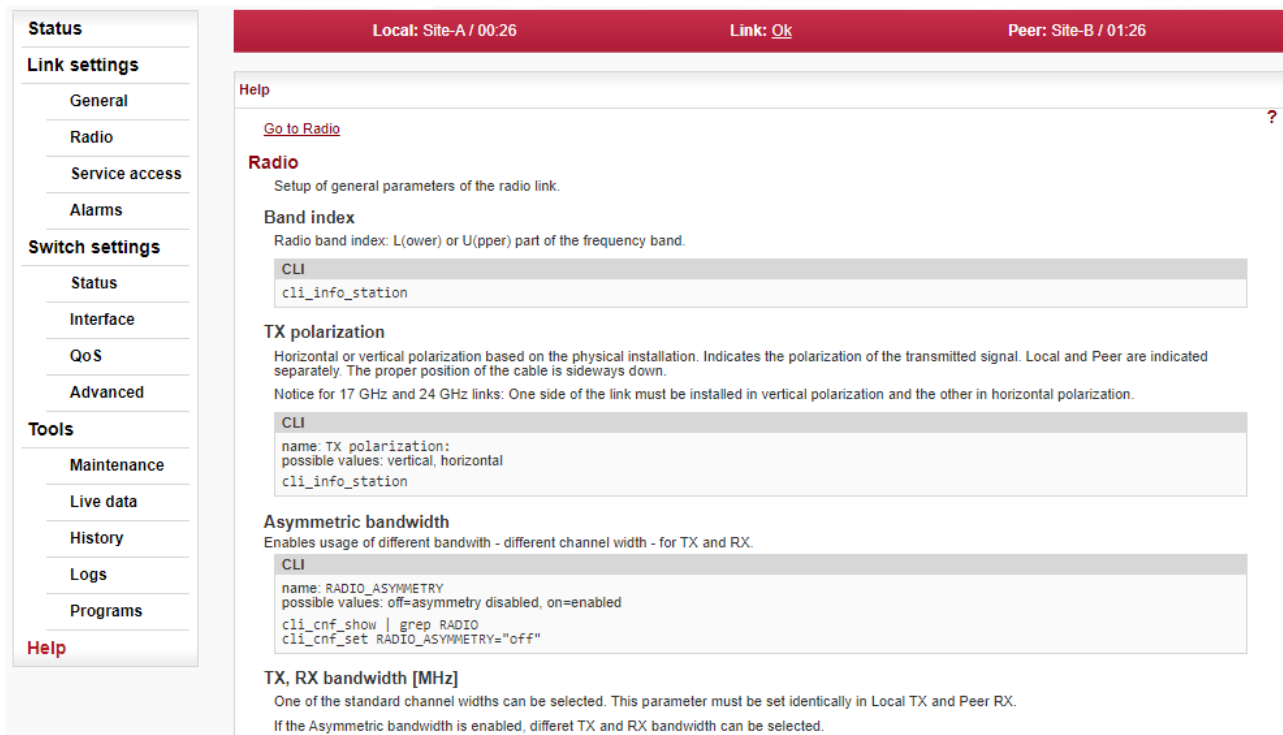 Status
Link settings
General
Radio
Service access
Alarms
Switch settings
Status
Interface
QoS
Advanced
Tools
Maintenance
Live data
History
Logs
Programs
Help
Local: Site-A / 00:26 Link: Ok Peer: Site-B / 01:26
Help
?
Go to Radio
Radio
Setup of general parameters of the radio link.
Band index
Radio band index: L(ower) or U(pper) part of the frequency band.
CLI
cli_info_station
TX polarization
Horizontal or vertical polarization based on the physical installation. Indicates the polarization of the transmitted signal. Local and Peer are indicated
separately. The proper position of the cable is sideways down.
Notice for 17 GHz and 24 GHz links: One side of the link must be installed in vertical polarization and the other in horizontal polarization.
CLI
name: TX polarization:
possible values: vertical, horizontal
cli_info_station
Asymmetric bandwidth
Enables usage of different bandwith - different channel width - for TX and RX.
CLI
name: RADIO_ASYMMETRY
possible values: off=asymmetry disabled, on=enabled
cli_cnf_show | grep RADIO
cli_cnf_set RADIO_ASYMMETRY="off"
TX, RX bandwidth [MHz]
One of the standard channel widths can be selected. This parameter must be set identically in Local TX and Peer RX.
If the Asymmetric bandwidth is enabled, differet TX and RX bandwidth can be selected.